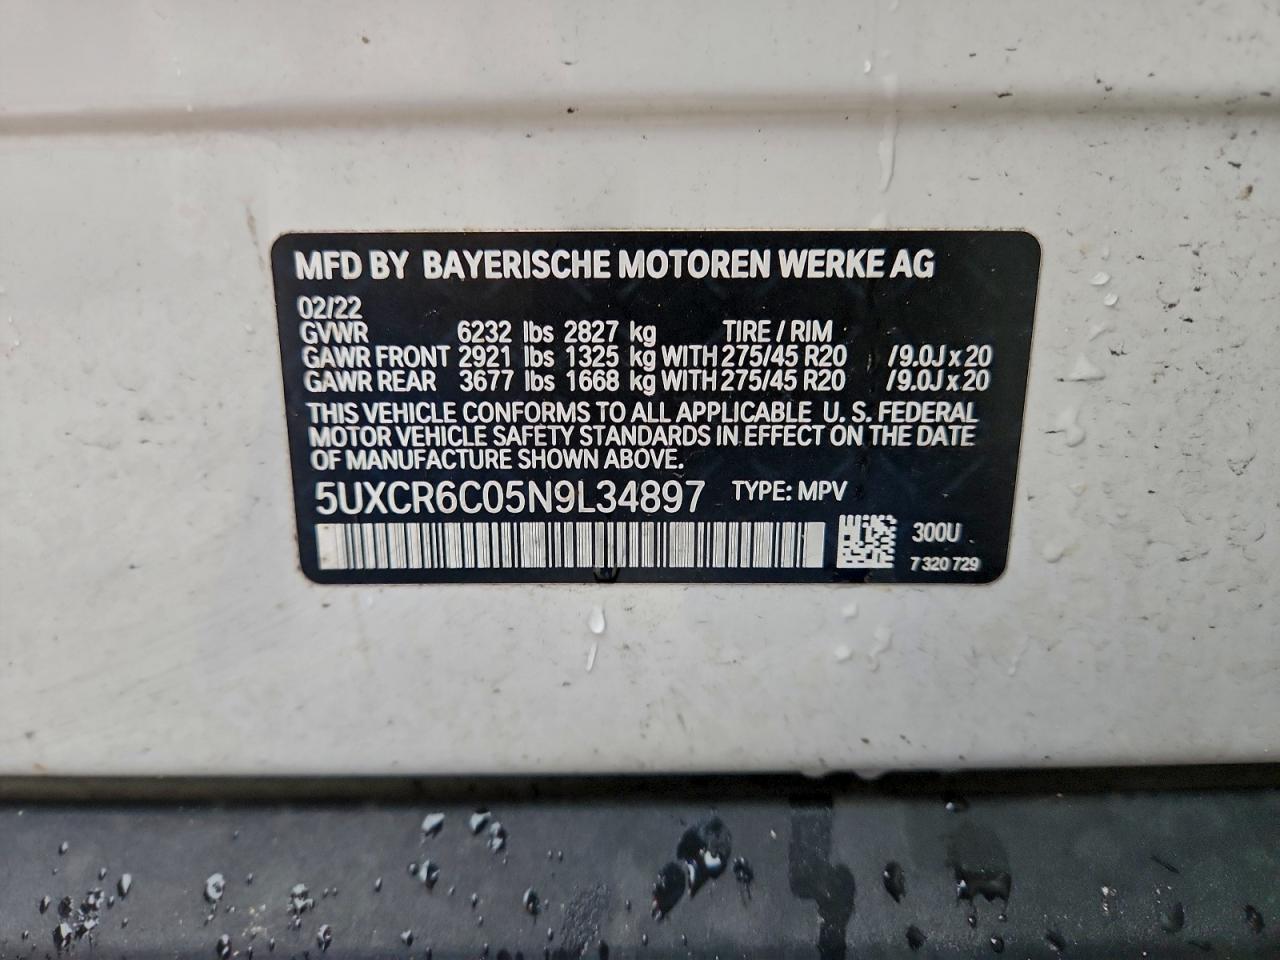 MFD BY BAYERISCHE MOTOREN WERKE AG
02/22
GVWR 6232 lbs 2827 kg TIRE / RIM
GAWR FRONT 2921 lbs 1325 kg WITH 275/45 R20 /9.0J x 20
GAWR REAR 3677 lbs 1668 kg WITH 275/45 R20 /9.0J x 20
THIS VEHICLE CONFORMS TO ALL APPLICABLE U. S. FEDERAL
MOTOR VEHICLE SAFETY STANDARDS IN EFFECT ON THE DATE
OF MANUFACTURE SHOWN ABOVE.
5UXCR6C05N9L34897 TYPE: MPV
300U
7 320 729